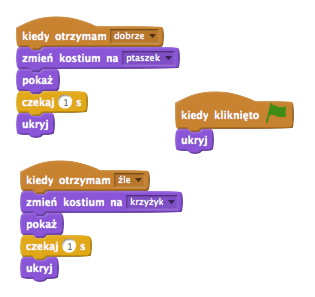 kiedy otrzymam dobrze
zmień kostium na ptaszek
pokaż
czekaj 1 s
ukryj
kiedy kliknięto
ukryj
kiedy otrzymam źle
zmień kostium na krzyżyk
pokaż
czekaj 1 s
ukryj